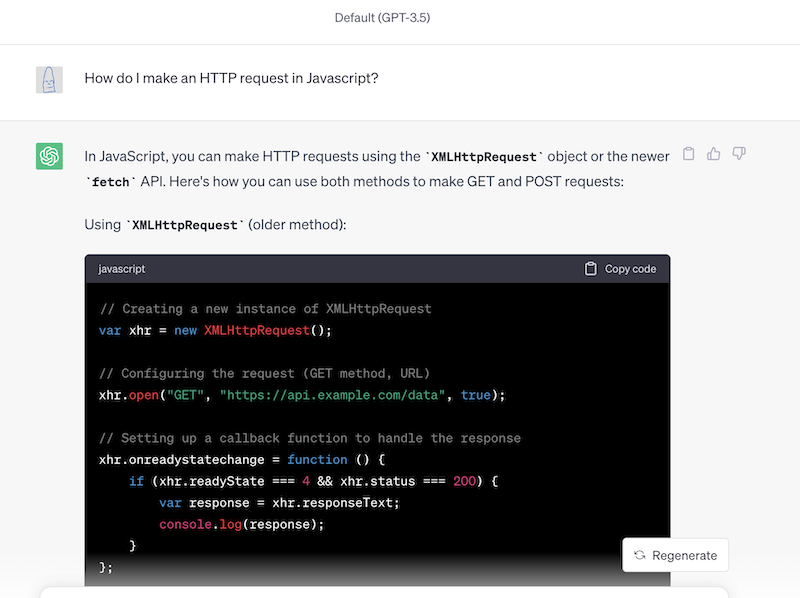 Default (GPT-3.5)
How do I make an HTTP request in Javascript?
In JavaScript, you can make HTTP requests using the `XMLHttpRequest` object or the newer
`fetch` API. Here's how you can use both methods to make GET and POST requests:
Using `XMLHttpRequest` (older method):
javascript
Copy code
// Creating a new instance of XMLHttpRequest
var xhr = new XMLHttpRequest();
// Configuring the request (GET method, URL)
xhr.open("GET", "https://api.example.com/data", true);
// Setting up a callback function to handle the response
xhr.onreadystatechange = function () {
    if (xhr.readyState === 4 && xhr.status === 200) {
        var response = xhr.responseText;
        console.log(response);
    }
};
Regenerate